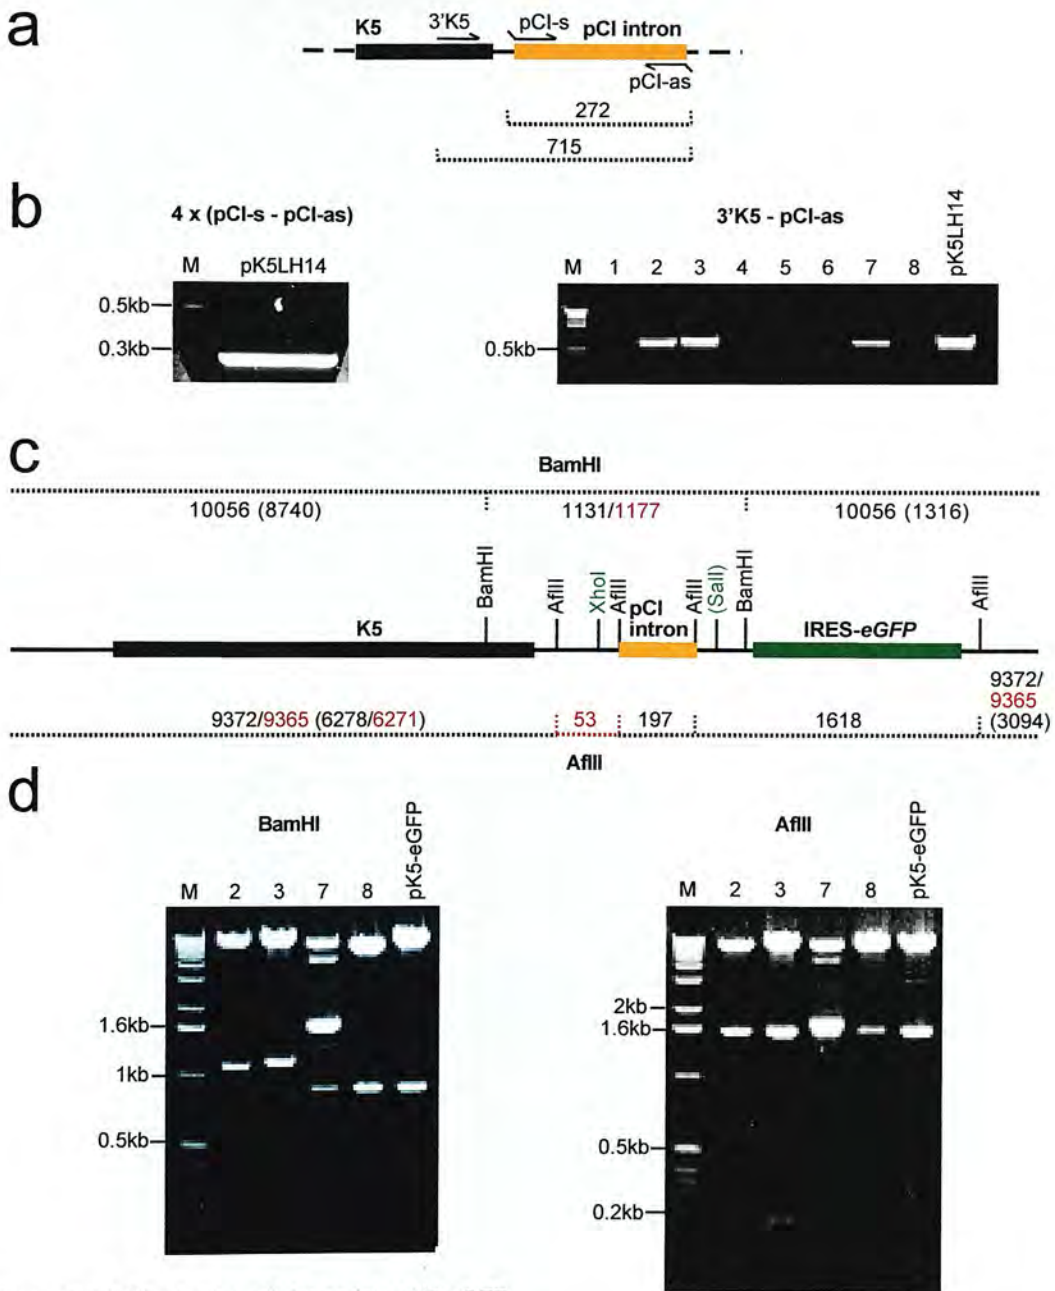 a
K5
3'K5
pCI-s
pCI intron
pCI-as
272
715
b
4 x (pCI-s - pCI-as)
M pK5LH14
0.5kb
0.3kb
3'K5 - pCI-as
M 1 2 3 4 5 6 7 8 pK5LH14
0.5kb
c
BamHI
10056 (8740) 1131/1177 10056 (1316)
BamHI AflII XhoI AflII AflII (SalI) BamHI AflII
K5
pCI
intron
IRES-eGFP
9372/9365 (6278/6271) 53 197 1618
9372/
9365
(3094)
AflII
d
BamHI
M 2 3 7 8 pK5-eGFP
1.6kb
1kb
0.5kb
AflII
M 2 3 7 8 pK5-eGFP
2kb
1.6kb
0.5kb
0.2kb